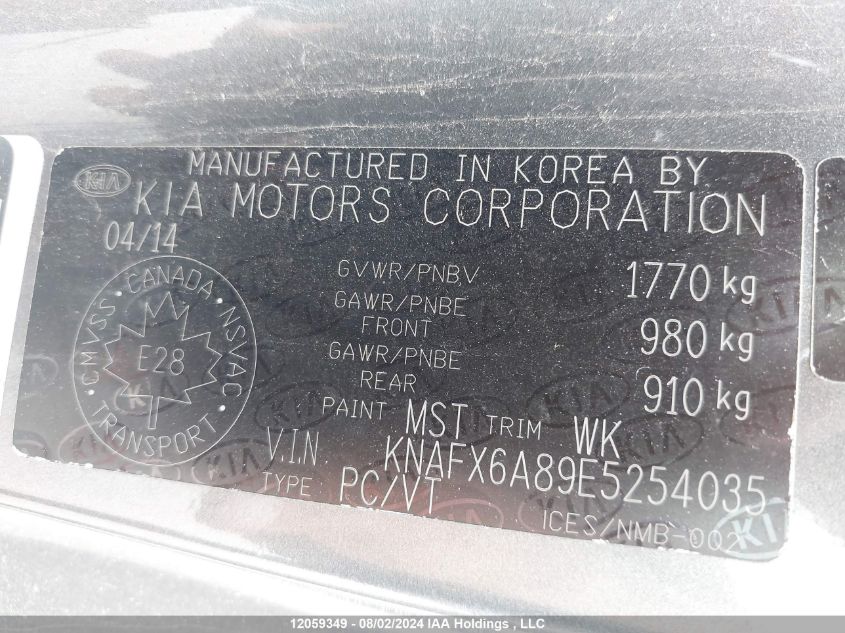 MANUFACTURED IN KOREA BY
KIA
KIA MOTORS CORPORATION
04/14
GVWR/PNBV 1770 kg
GAWR/PNBE
FRONT 980 kg
GAWR/PNBE
REAR 910 kg
CANADA NSVAC TRANSPORT CMVSS
E28
PAINT MST TRIM WK
V.I.N KNAFX6A89E5254035
TYPE PC/VT
ICES/NMB-002
12059349 - 08/02/2024 IAA Holdings, LLC